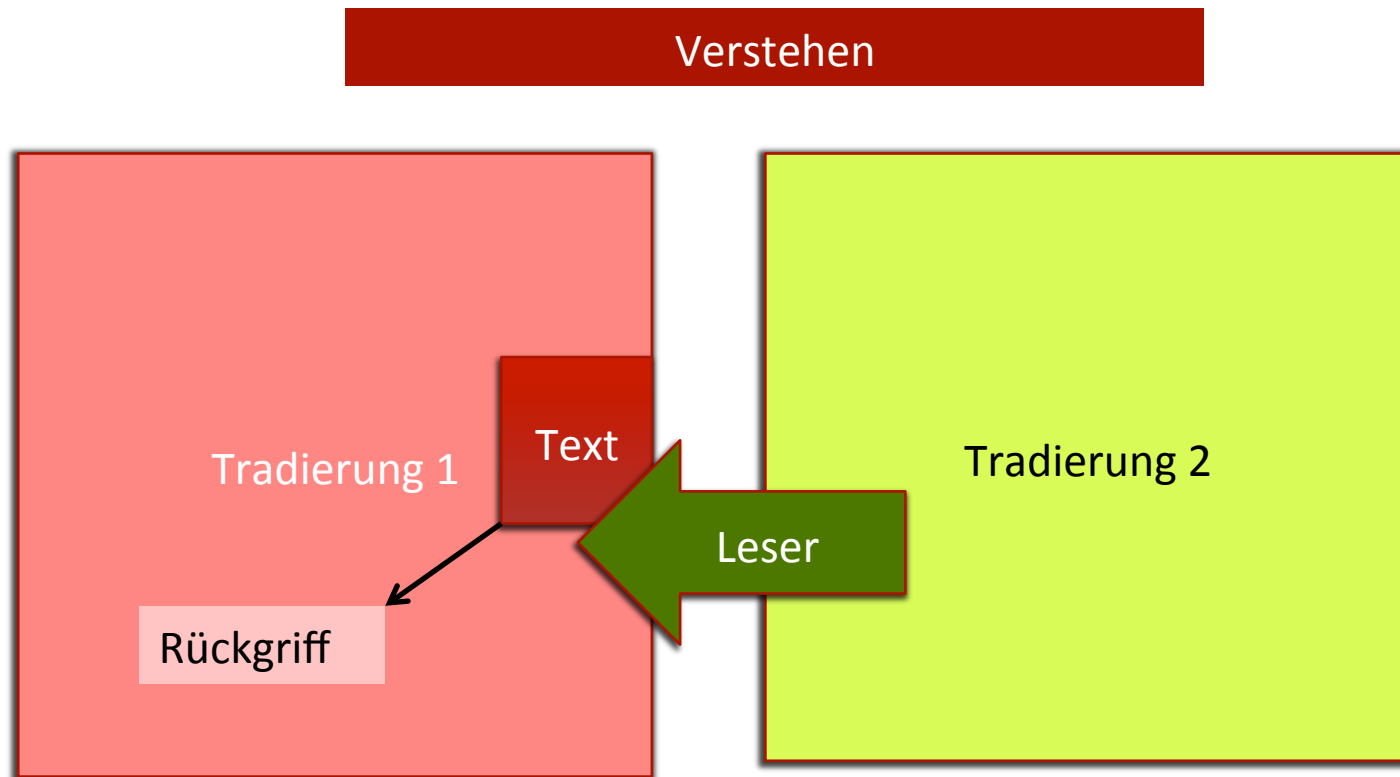 Verstehen
Tradierung 1
Text
Leser
Rückgriff
Tradierung 2